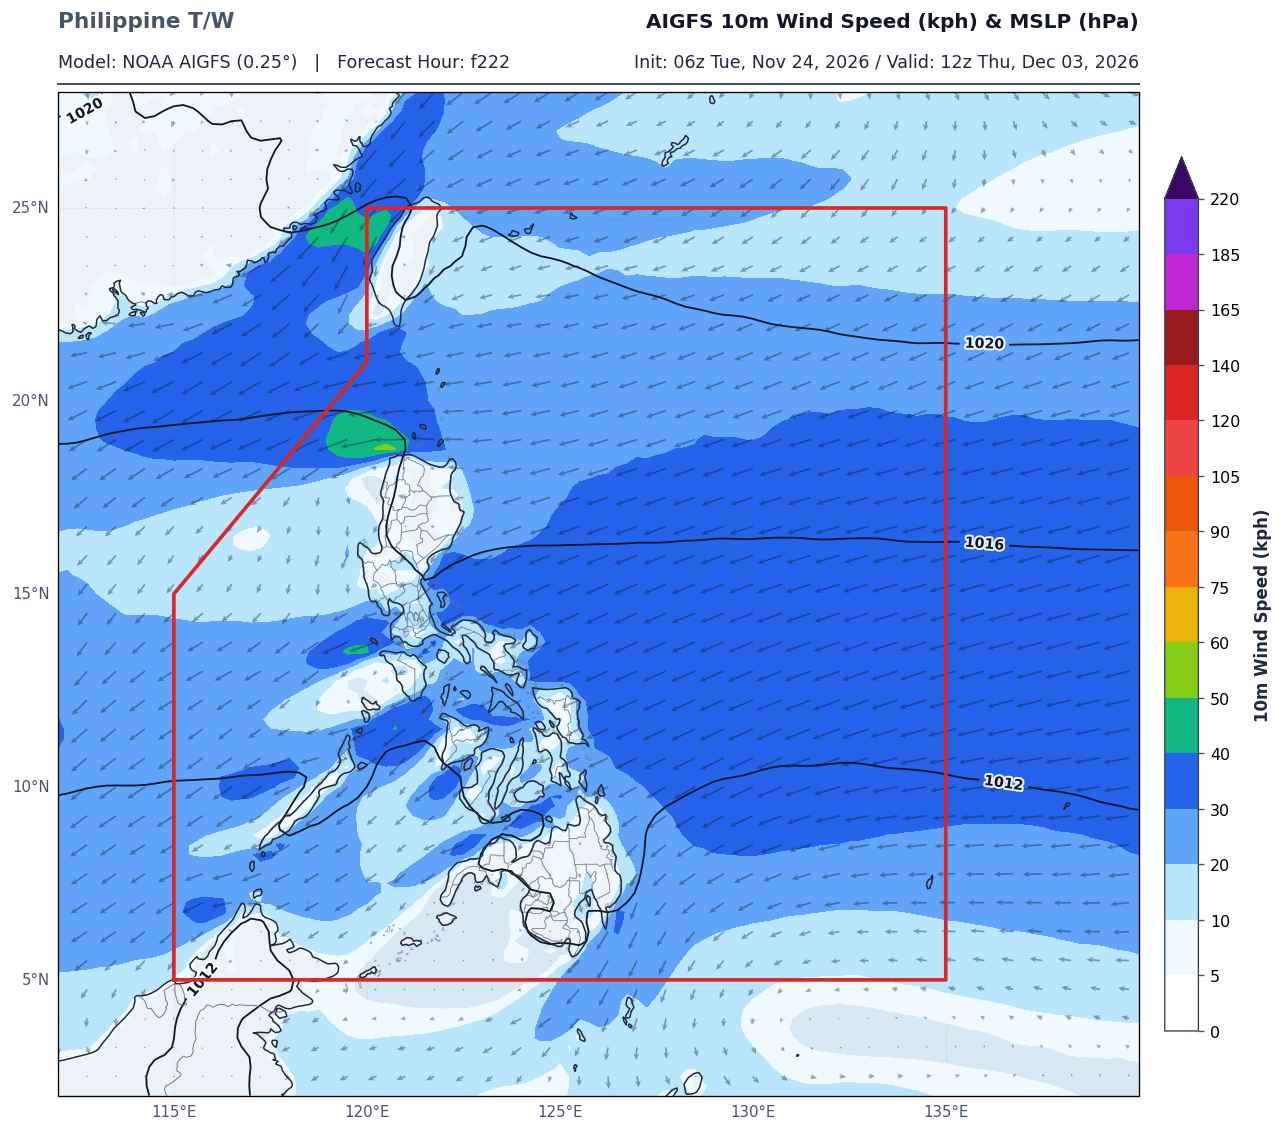 Philippine T/W
AIGFS 10m Wind Speed (kph) & MSLP (hPa)
Model: NOAA AIGFS (0.25°) | Forecast Hour: f222
Init: 06z Tue, Nov 24, 2026 / Valid: 12z Thu, Dec 03, 2026
1020
25°N
20°N
15°N
10°N
5°N
1020
1016
1012
1012
115°E
120°E
125°E
130°E
135°E
220
185
165
140
120
105
90
75
60
50
40
30
20
10
5
0
10m Wind Speed (kph)